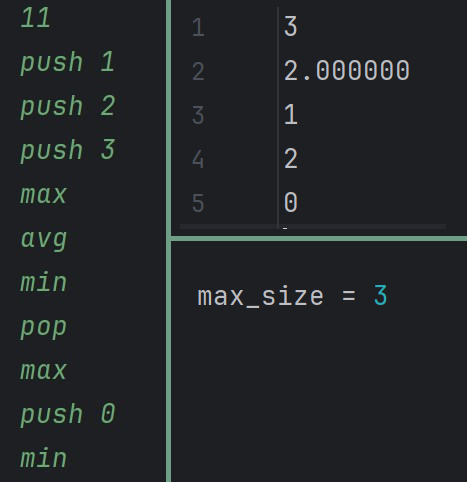 11
push 1
push 2
push 3
max
avg
min
pop
max
push 0
min
1 3
2 2.000000
3 1
4 2
5 0
max_size = 3